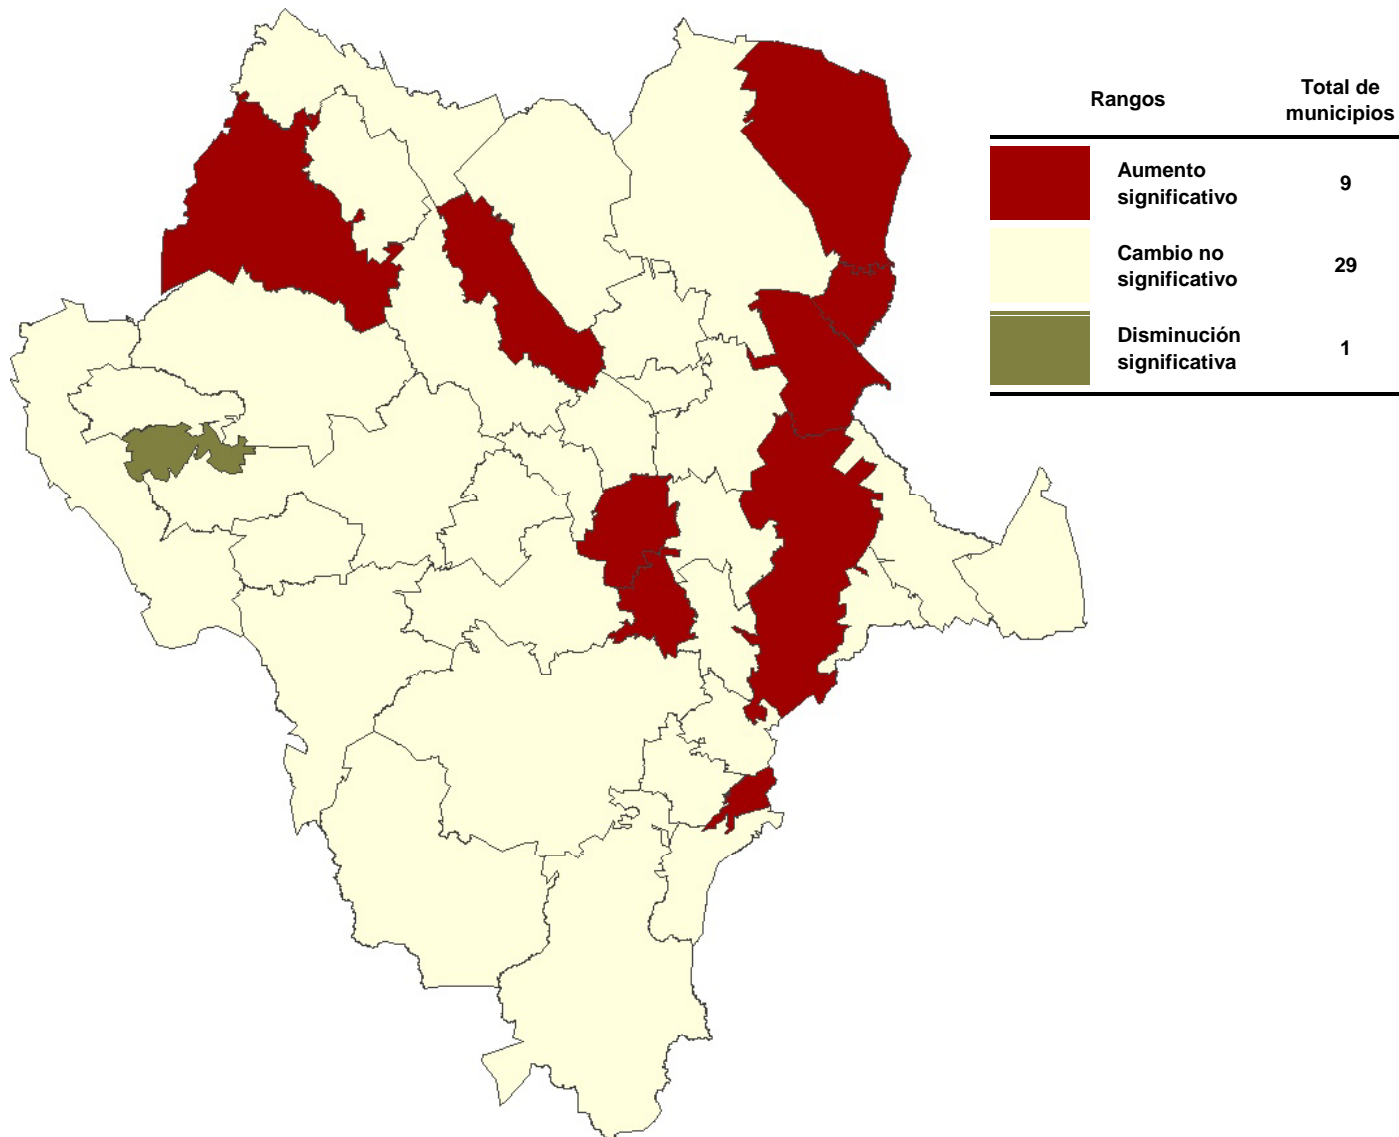 Rangos
Total de
municipios
Aumento
significativo
9
Cambio no
significativo
29
Disminución
significativa
1